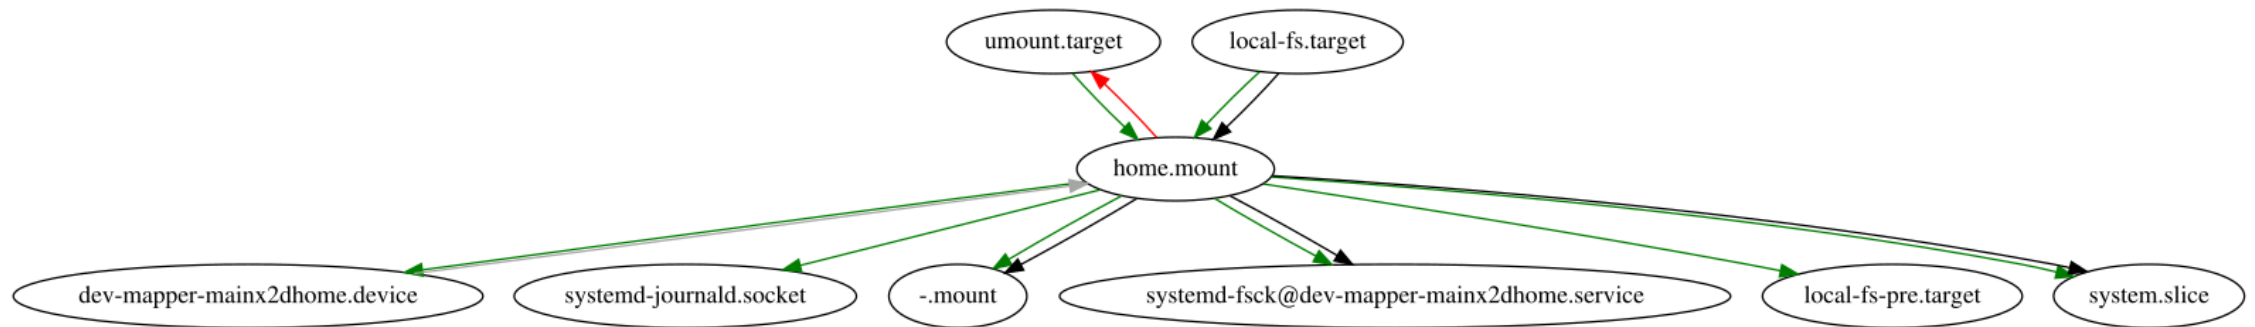 umount.target
local-fs.target
home.mount
dev-mapper-mainx2dhome.device
systemd-journald.socket
-.mount
systemd-fsck@dev-mapper-mainx2dhome.service
local-fs-pre.target
system.slice